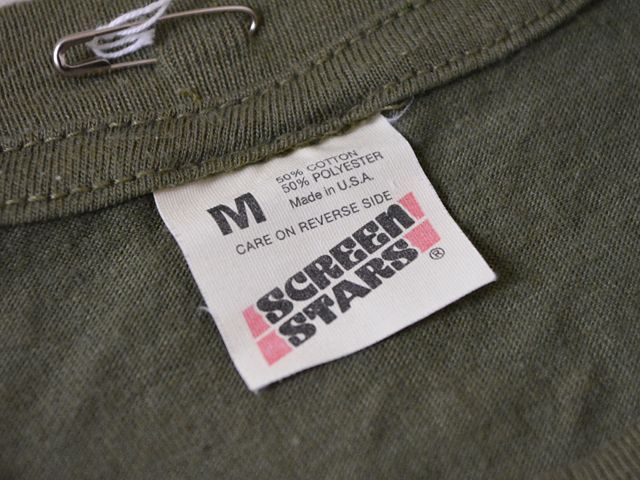 M
50% COTTON
50% POLYESTER
Made in U.S.A.
CARE ON REVERSE SIDE
SCREEN
STARS
®